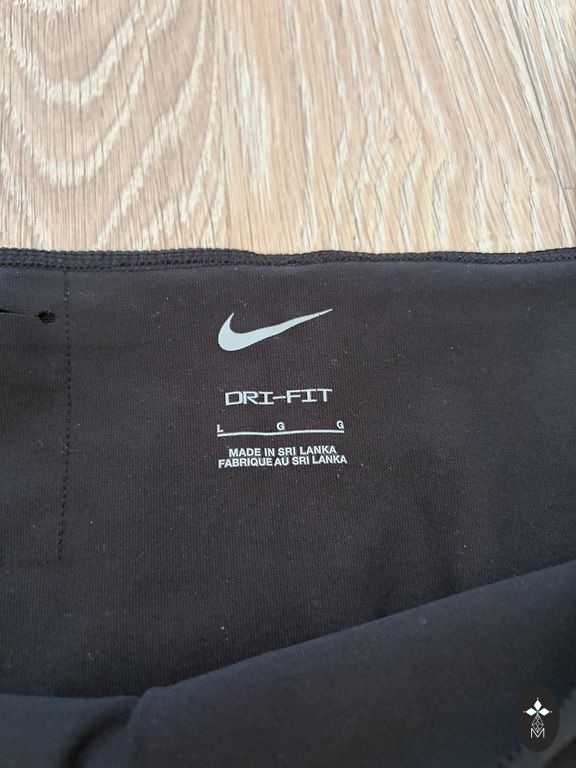 DRI-FIT
L G G
MADE IN SRI LANKA
FABRIQUE AU SRI LANKA
M